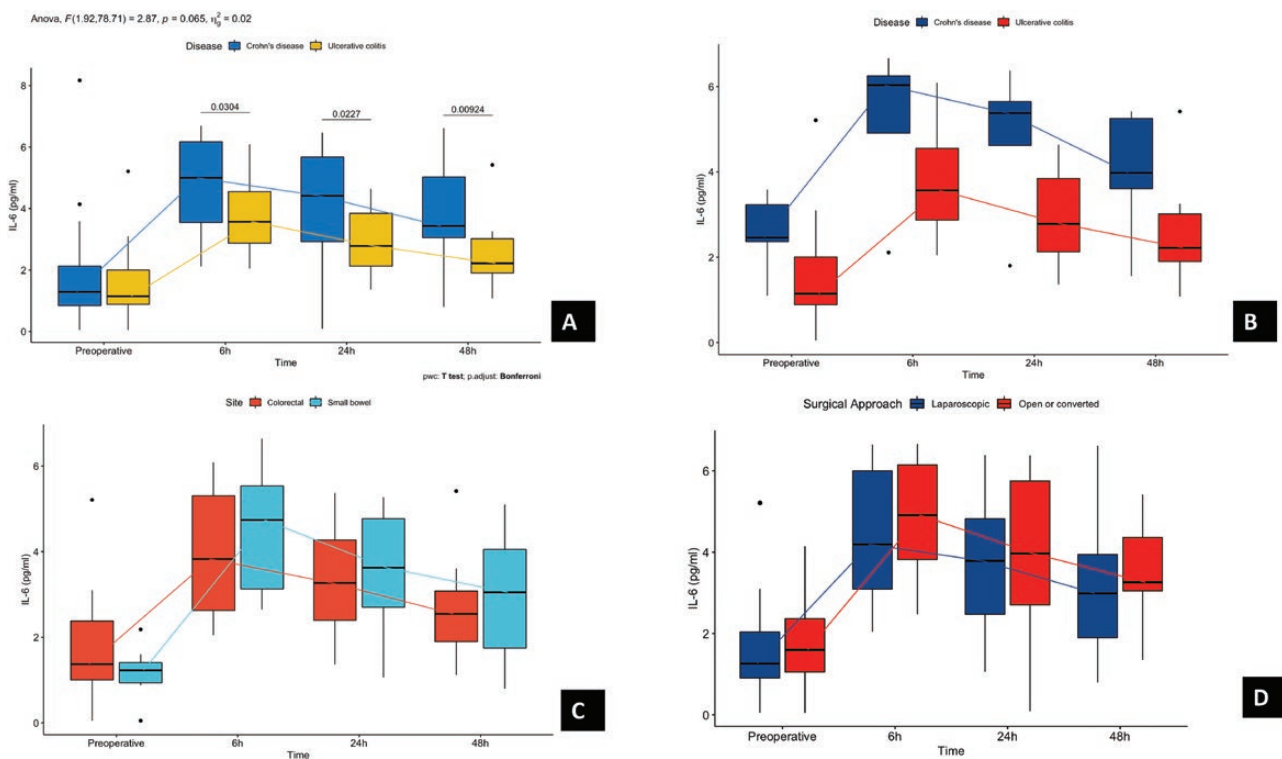 Anova, F(1.92,78.71) = 2.87, p = 0.065, η²g = 0.02
Disease Crohn's disease Ulcerative colitis
8
6
4
2
0
IL-6 (pg/ml)
0.0304
0.0227
0.00924
Preoperative 6h 24h 48h
Time
pwc: T test; p.adjust: Bonferroni
A
Disease Crohn's disease Ulcerative colitis
6
4
2
0
IL-6 (pg/ml)
Preoperative 6h 24h 48h
Time
B
Site Colorectal Small bowel
6
4
2
0
IL-6 (pg/ml)
Preoperative 6h 24h 48h
Time
C
Surgical Approach Laparoscopic Open or converted
6
4
2
0
IL-6 (pg/ml)
Preoperative 6h 24h 48h
Time
D